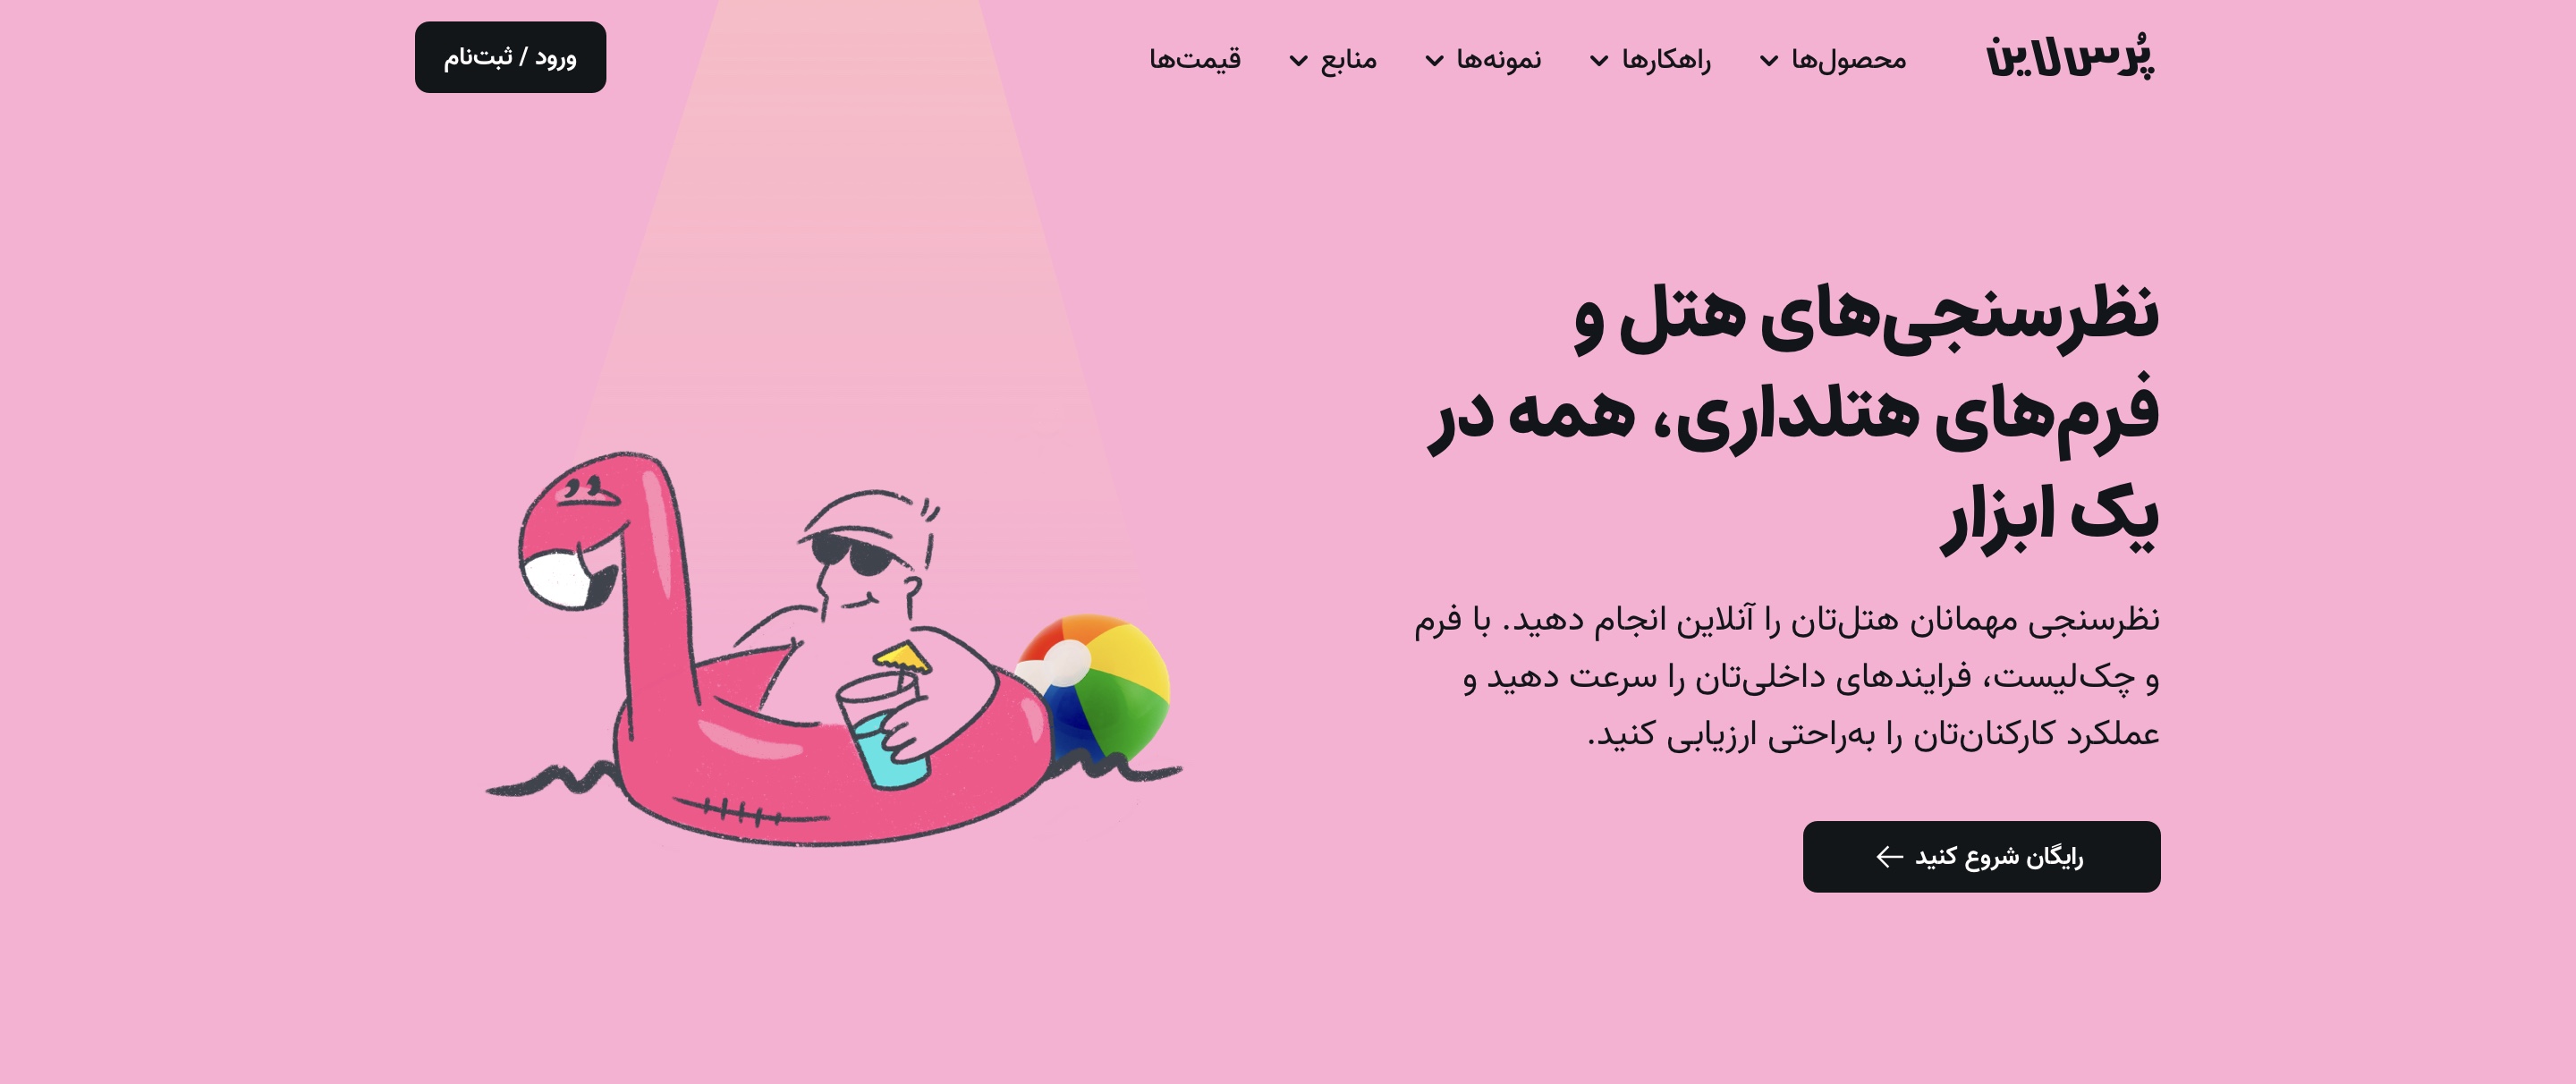 پُرس‌لاین
محصول‌ها
راهکارها
نمونه‌ها
منابع
قیمت‌ها
ورود / ثبت‌نام
نظرسنجی‌های هتل و
فرم‌های هتلداری، همه در
یک ابزار
نظرسنجی مهمانان هتل‌تان را آنلاین انجام دهید. با فرم
و چک‌لیست، فرایندهای داخلی‌تان را سرعت دهید و
عملکرد کارکنان‌تان را به‌راحتی ارزیابی کنید.
رایگان شروع کنید ←